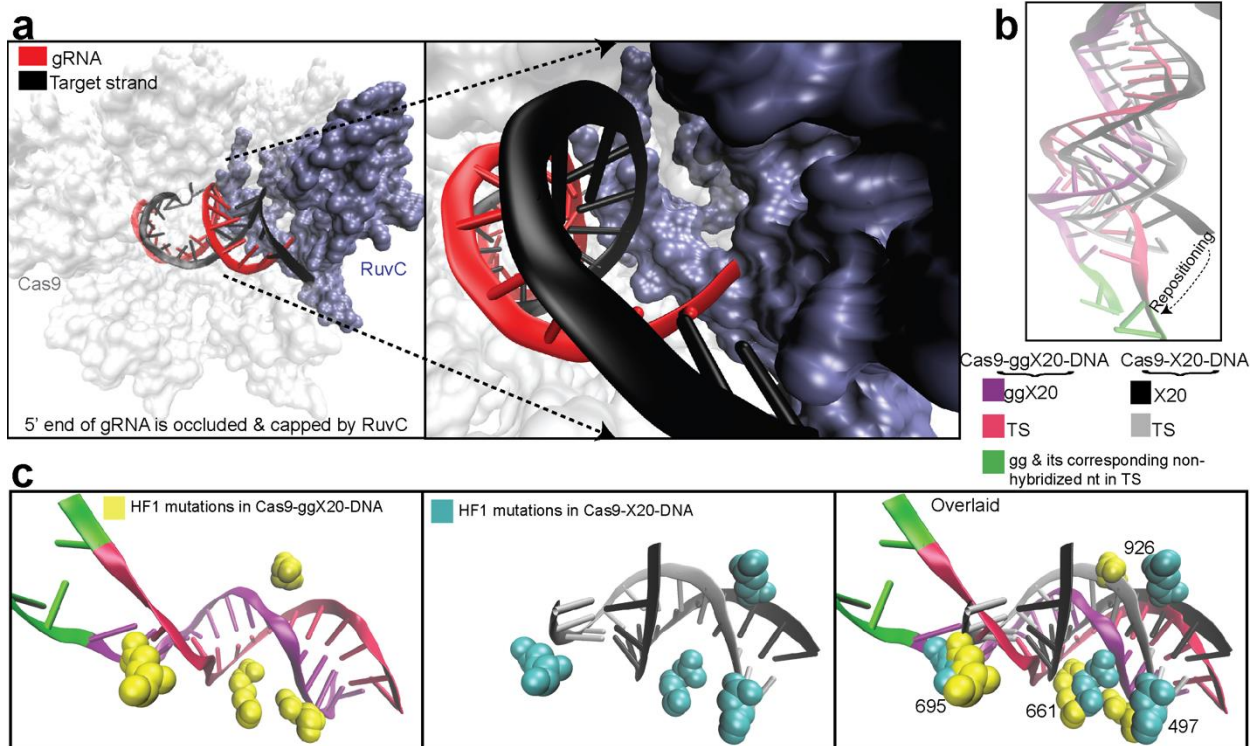 a
gRNA
Target strand
Cas9
RuvC
5' end of gRNA is occluded & capped by RuvC
b
Repositioning
Cas9-ggX20-DNA
Cas9-X20-DNA
ggX20
X20
TS
TS
gg & its corresponding non-
hybridized nt in TS
c
HF1 mutations in Cas9-ggX20-DNA
HF1 mutations in Cas9-X20-DNA
Overlaid
926
695
661
497